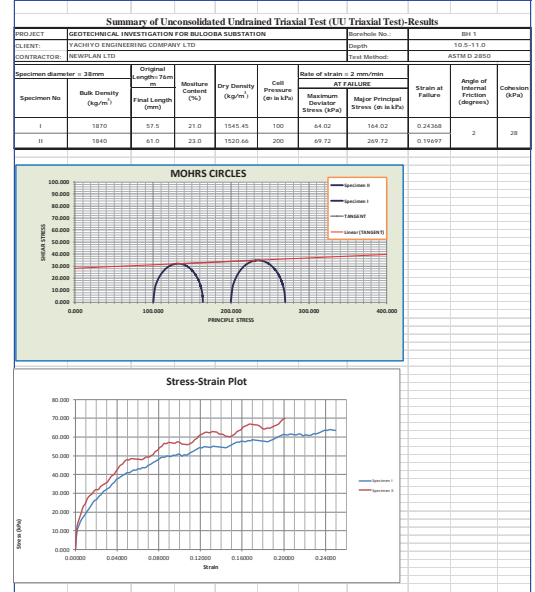 Summary of Unconsolidated Undrained Triaxial Test (UU Triaxial Test)-Results
PROJECT GEOTECHNICAL INVESTIGATION FOR BULOOBA SUBSTATION Borehole No.: BH 1
CLIENT: YACHIYO ENGINEERING COMPANY LTD Depth 10.5-11.0
CONTRACTOR: NEWPLAN LTD Test Method: ASTM D 2850
Specimen diameter = 38mm Original Length=76mm Rate of strain = 2 mm/min
Specimen No Bulk Density (kg/m3) Final Length (mm) Mositure Content (%) Dry Density (kg/m3) Cell Pressure (σ3 in kPa) AT FAILURE Maximum Deviator Stress (kPa) Major Principal Stress (σ1 in kPa) Strain at Failure Angle of Internal Friction (degrees) Cohesion (kPa)
I 1870 57.5 21.0 1545.45 100 64.02 164.02 0.24368 2 28
II 1840 61.0 23.0 1520.66 200 69.72 269.72 0.19697
MOHRS CIRCLES
100.000
90.000
80.000
70.000
60.000
50.000
40.000
30.000
20.000
10.000
0.000
SHEAR STRESS
0.000 100.000 200.000 300.000 400.000
PRINCIPLE STRESS
Specimen II
Specimen I
TANGENT
Linear (TANGENT)
Stress-Strain Plot
80.000
70.000
60.000
50.000
40.000
30.000
20.000
10.000
0.000
Stress (kPa)
0.00000 0.04000 0.08000 0.12000 0.16000 0.20000 0.24000
Strain
Specimen I
Specimen II